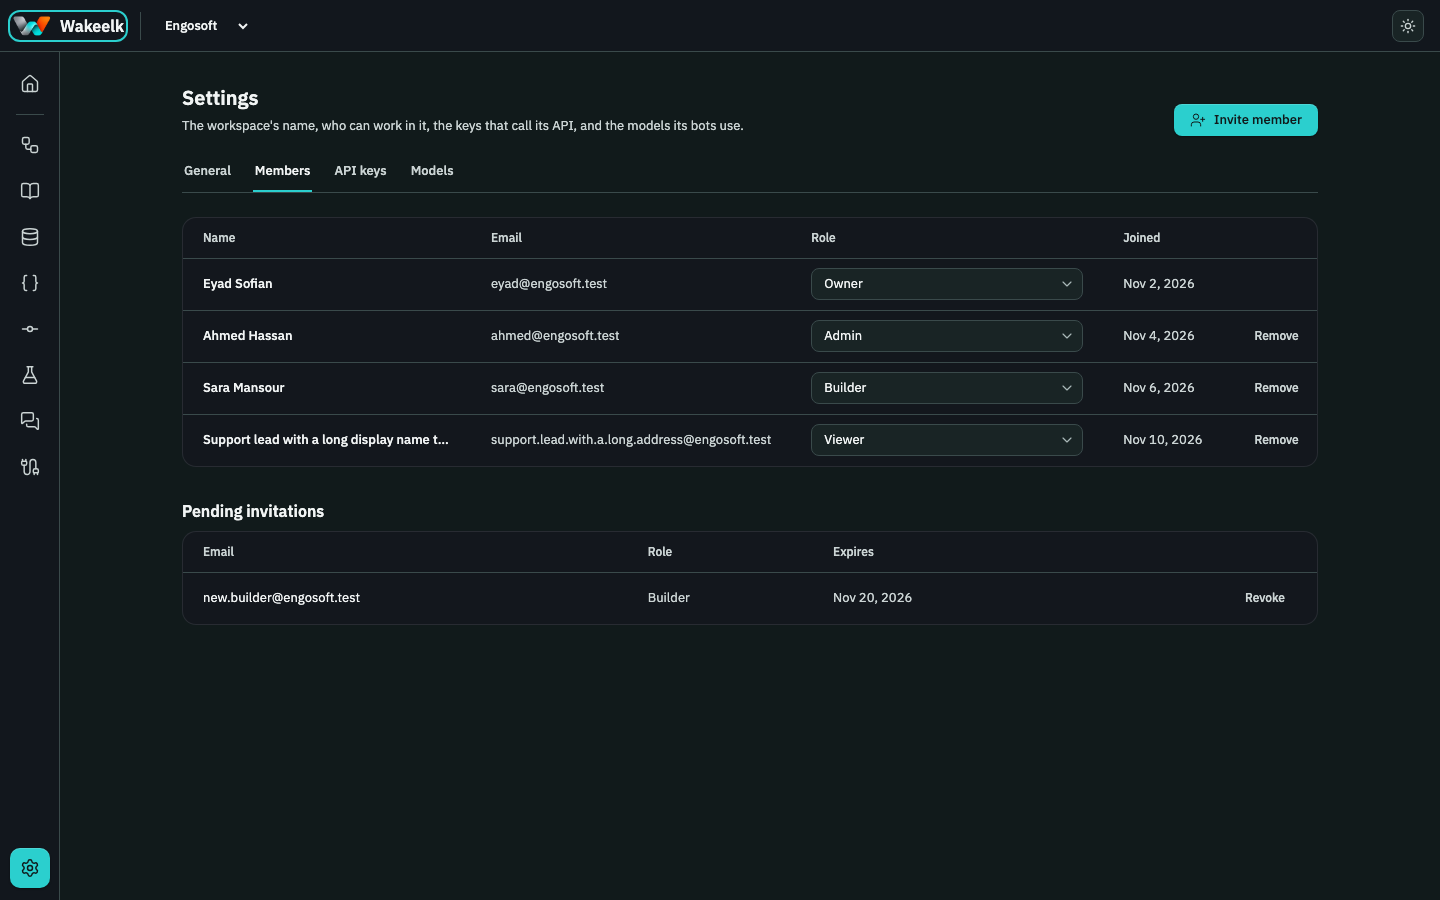 Wakeelk
Engosoft
Settings
The workspace's name, who can work in it, the keys that call its API, and the models its bots use.
Invite member
General Members API keys Models
Name Email Role Joined
Eyad Sofian eyad@engosoft.test Owner Nov 2, 2026
Ahmed Hassan ahmed@engosoft.test Admin Nov 4, 2026 Remove
Sara Mansour sara@engosoft.test Builder Nov 6, 2026 Remove
Support lead with a long display name t... support.lead.with.a.long.address@engosoft.test Viewer Nov 10, 2026 Remove
Pending invitations
Email Role Expires
new.builder@engosoft.test Builder Nov 20, 2026 Revoke